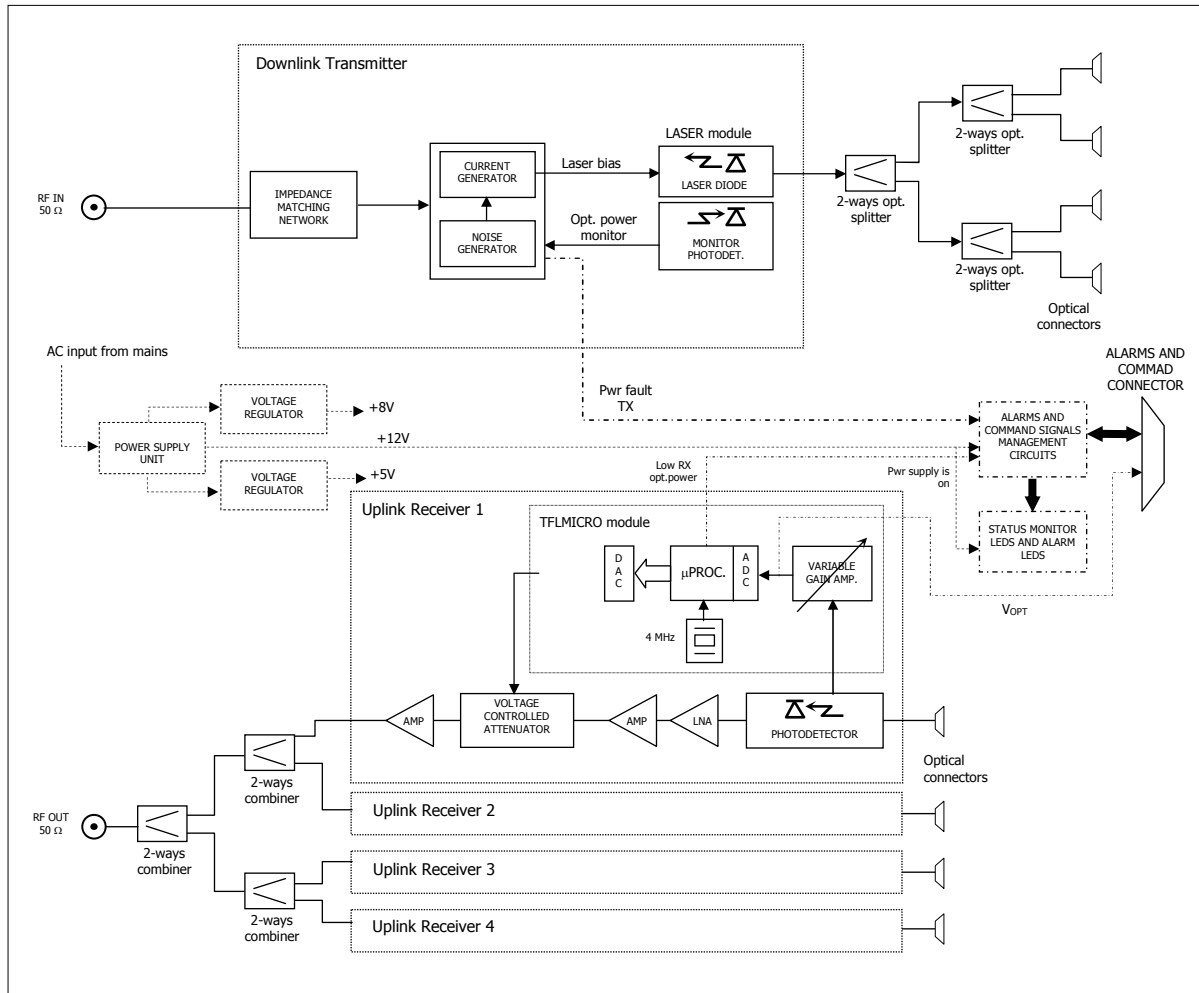 Downlink Transmitter
RF IN
50 Ω
IMPEDANCE
MATCHING
NETWORK
CURRENT
GENERATOR
NOISE
GENERATOR
Laser bias
Opt. power
monitor
LASER module
LASER DIODE
MONITOR
PHOTODET.
2-ways opt.
splitter
2-ways opt.
splitter
2-ways opt.
splitter
Optical
connectors
AC input from mains
VOLTAGE
REGULATOR
+8V
POWER SUPPLY
UNIT
+12V
VOLTAGE
REGULATOR
+5V
Pwr fault
TX
ALARMS AND
COMMAD
CONNECTOR
ALARMS AND
COMMAND SIGNALS
MANAGEMENT
CIRCUITS
Low RX
opt.power
Pwr supply is
on
STATUS MONITOR
LEDS AND ALARM
LEDS
VOPT
Uplink Receiver 1
TFLMICRO module
D
A
C
μPROC.
A
D
C
VARIABLE
GAIN AMP.
4 MHz
AMP
VOLTAGE
CONTROLLED
ATTENUATOR
AMP
LNA
PHOTODETECTOR
Optical
connectors
2-ways
combiner
RF OUT
50 Ω
2-ways
combiner
2-ways
combiner
Uplink Receiver 2
Uplink Receiver 3
Uplink Receiver 4